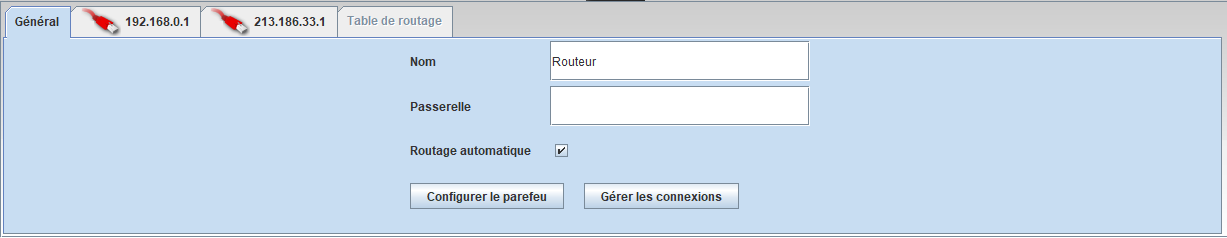 Général 192.168.0.1 213.186.33.1 Table de routage
Nom Routeur
Passerelle
Routage automatique
Configurer le parefeu Gérer les connexions